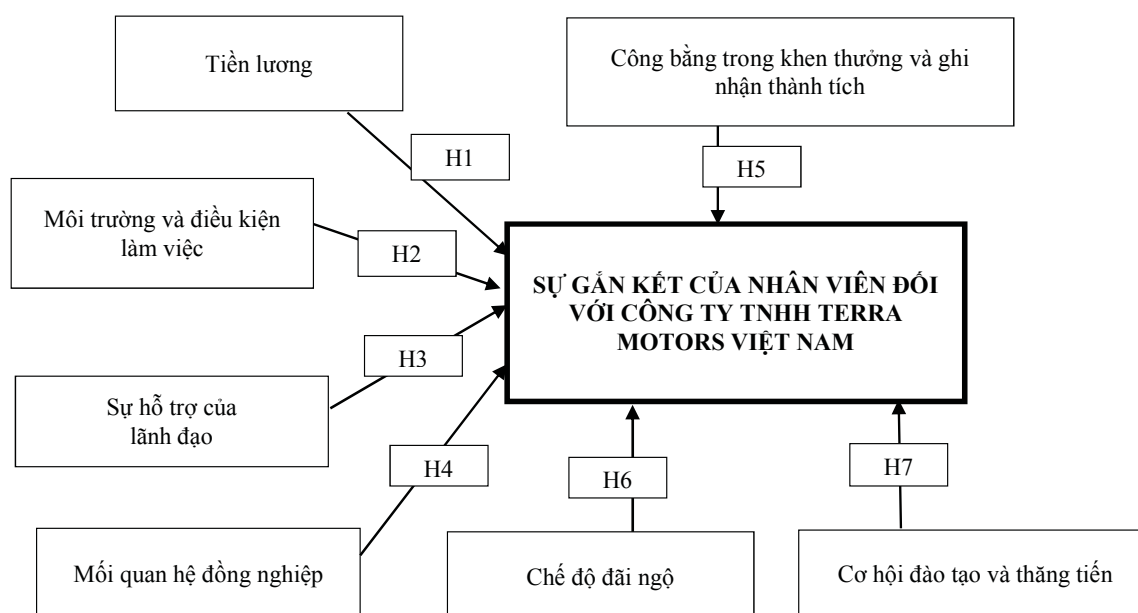 Tiền lương
Công bằng trong khen thưởng và ghi
nhận thành tích
H1
H5
Môi trường và điều kiện
làm việc
H2
SỰ GẮN KẾT CỦA NHÂN VIÊN ĐỐI
VỚI CÔNG TY TNHH TERRA
MOTORS VIỆT NAM
H3
Sự hỗ trợ của
lãnh đạo
H4
H6
H7
Mối quan hệ đồng nghiệp
Chế độ đãi ngộ
Cơ hội đào tạo và thăng tiến